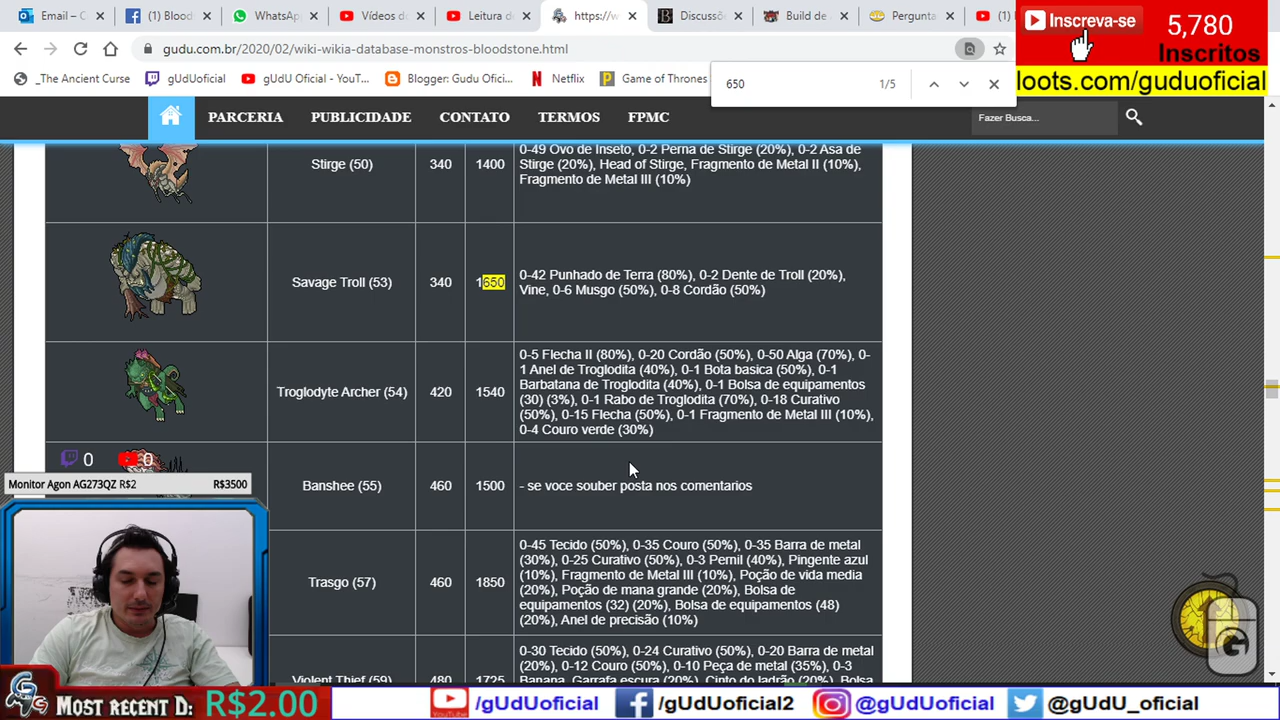 Email – C
(1) Blood
WhatsAp
Vídeos d
Leitura d
https://w
Discussõ
Build de
Pergunta
(1)
gudu.com.br/2020/02/wiki-wikia-database-monstros-bloodstone.html
_The Ancient Curse
gUdUoficial
gUdU Oficial - YouT...
Blogger: Gudu Ofici...
Netflix
Game of Thrones
650
1/5
Inscreva-se
5,780
Inscritos
loots.com/guduoficial
PARCERIA
PUBLICIDADE
CONTATO
TERMOS
FPMC
Fazer Busca...
Stirge (50)
340
1400
0-49 Ovo de Inseto, 0-2 Perna de Stirge (20%), 0-2 Asa de
Stirge (20%), Head of Stirge, Fragmento de Metal II (10%),
Fragmento de Metal III (10%)
Savage Troll (53)
340
1650
0-42 Punhado de Terra (80%), 0-2 Dente de Troll (20%),
Vine, 0-6 Musgo (50%), 0-8 Cordão (50%)
Troglodyte Archer (54)
420
1540
0-5 Flecha II (80%), 0-20 Cordão (50%), 0-50 Alga (70%), 0-
1 Anel de Troglodita (40%), 0-1 Bota basica (50%), 0-1
Barbatana de Troglodita (40%), 0-1 Bolsa de equipamentos
(30) (3%), 0-1 Rabo de Troglodita (70%), 0-18 Curativo
(50%), 0-15 Flecha (50%), 0-1 Fragmento de Metal III (10%),
0-4 Couro verde (30%)
Banshee (55)
460
1500
- se voce souber posta nos comentarios
0
0
Monitor Agon AG273QZ R$2
R$3500
Trasgo (57)
460
1850
0-45 Tecido (50%), 0-35 Couro (50%), 0-35 Barra de metal
(30%), 0-25 Curativo (50%), 0-3 Pernil (40%), Pingente azul
(10%), Fragmento de Metal III (10%), Poção de vida media
(20%), Poção de mana grande (20%), Bolsa de
equipamentos (32) (20%), Bolsa de equipamentos (48)
(20%), Anel de precisão (10%)
Violent Thief (59)
480
1725
0-30 Tecido (50%), 0-24 Curativo (50%), 0-20 Barra de metal
(20%), 0-12 Couro (50%), 0-10 Peça de metal (35%), 0-3
Banana, Garrafa escura (20%), Cinto do ladrão (20%), Bolsa
Most recent D: R$2.00
/gUdUoficial
/gUdUoficial2
@gUdUoficial
@gUdU_oficial